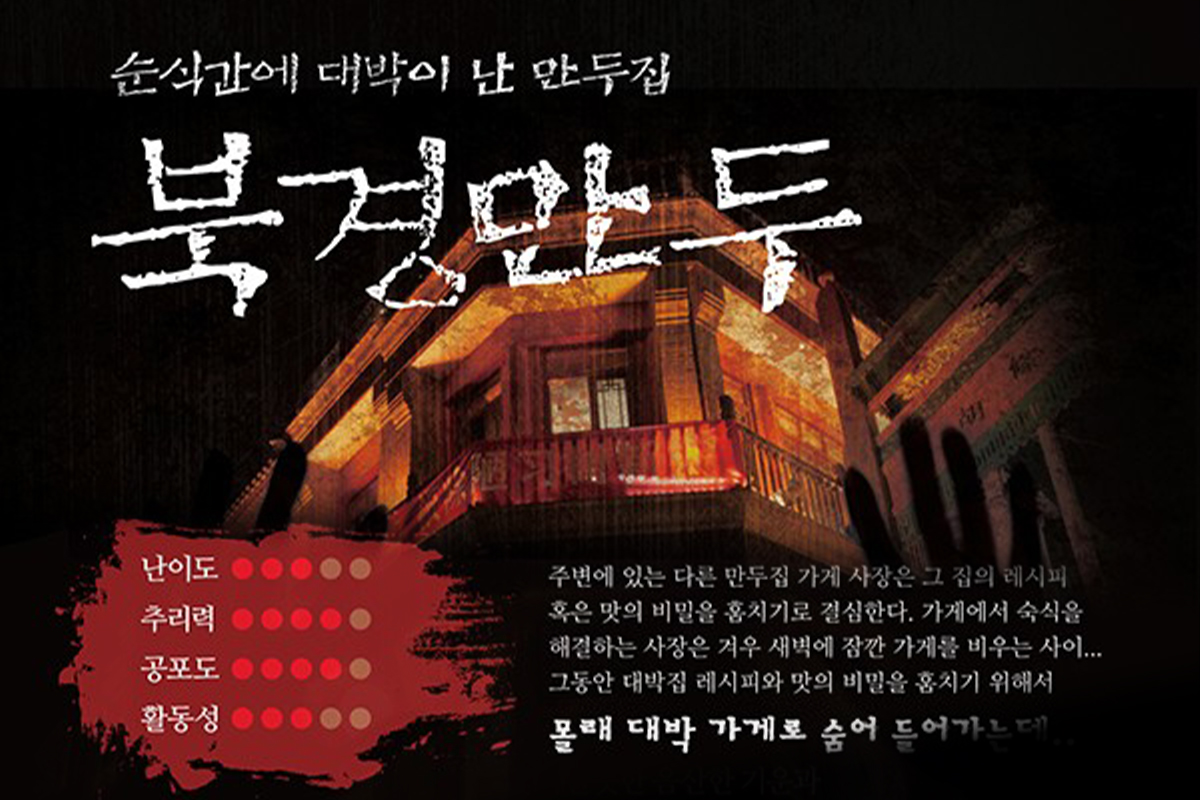 순식간에 대박이 난 만두집
북경만두
난이도
추리력
공포도
활동성
주변에 있는 다른 만두집 가게 사장은 그 집의 레시피
혹은 맛의 비밀을 훔치기로 결심한다. 가게에서 숙식을
해결하는 사장은 겨우 새벽에 잠깐 가게를 비우는 사이...
그동안 대박집 레시피와 맛의 비밀을 훔치기 위해서
몰래 대박 가게로 숨어 들어가는데...